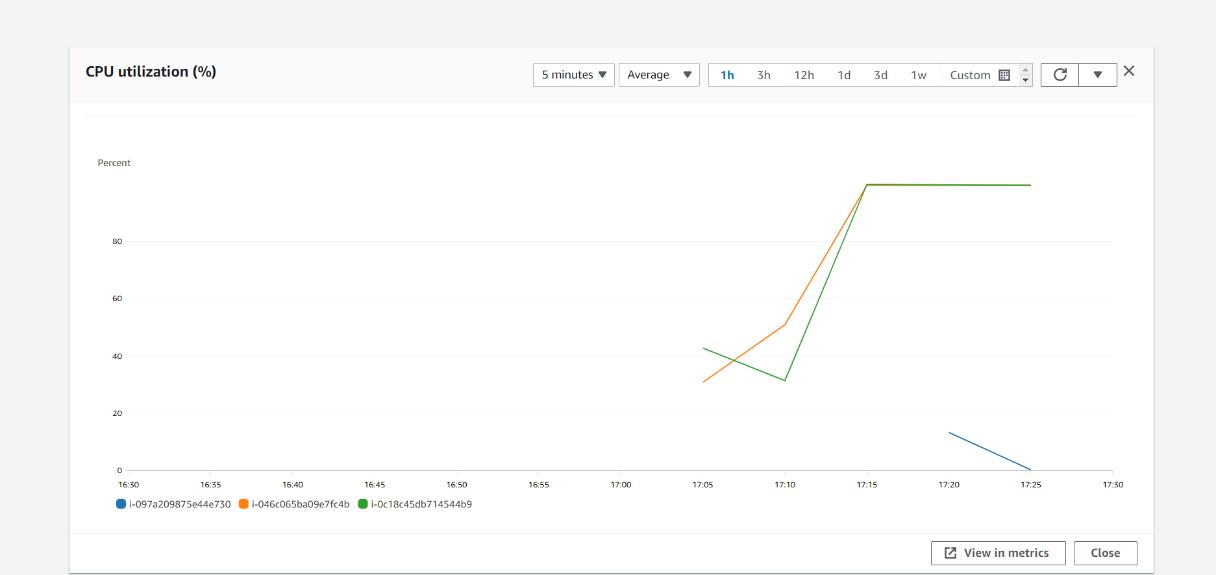 CPU utilization (%)
5 minutes Average 1h 3h 12h 1d 3d 1w Custom
Percent
80
60
40
20
0
16:30 16:35 16:40 16:45 16:50 16:55 17:00 17:05 17:10 17:15 17:20 17:25 17:30
i-097a209875e44e730 i-046c065ba09e7fc4b i-0c18c45db714544b9
View in metrics Close